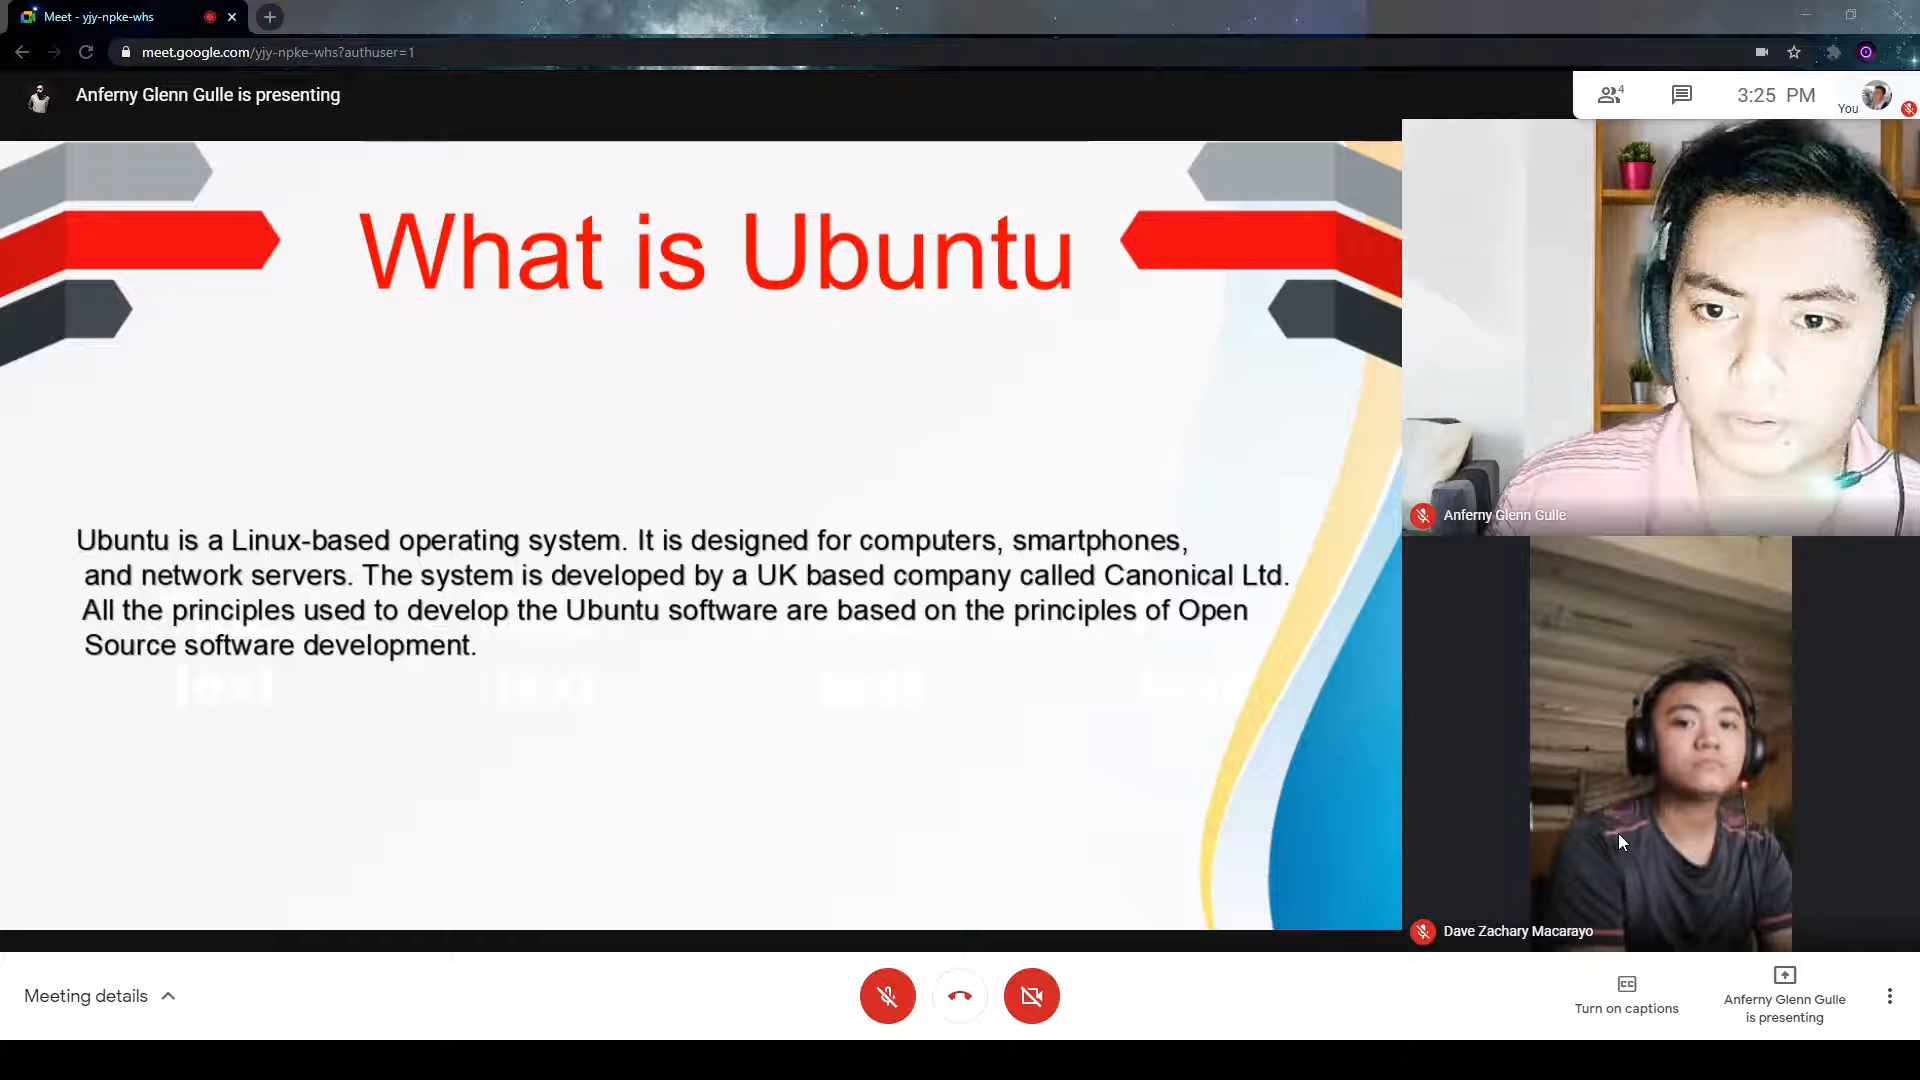 Meet - yjy-npke-whs
meet.google.com/yjy-npke-whs?authuser=1
Anferny Glenn Gulle is presenting
4
3:25 PM
You
What is Ubuntu
Ubuntu is a Linux-based operating system. It is designed for computers, smartphones,
and network servers. The system is developed by a UK based company called Canonical Ltd.
All the principles used to develop the Ubuntu software are based on the principles of Open
Source software development.
Anferny Glenn Gulle
Dave Zachary Macarayo
Meeting details
CC
Turn on captions
Anferny Glenn Gulle
is presenting